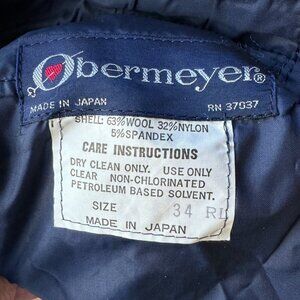 Obermeyer®
MADE IN JAPAN RN 37937
SHELL: 63% WOOL 32% NYLON
5% SPANDEX
CARE INSTRUCTIONS
DRY CLEAN ONLY. USE ONLY
CLEAR NON-CHLORINATED
PETROLEUM BASED SOLVENT.
SIZE 34
MADE IN JAPAN